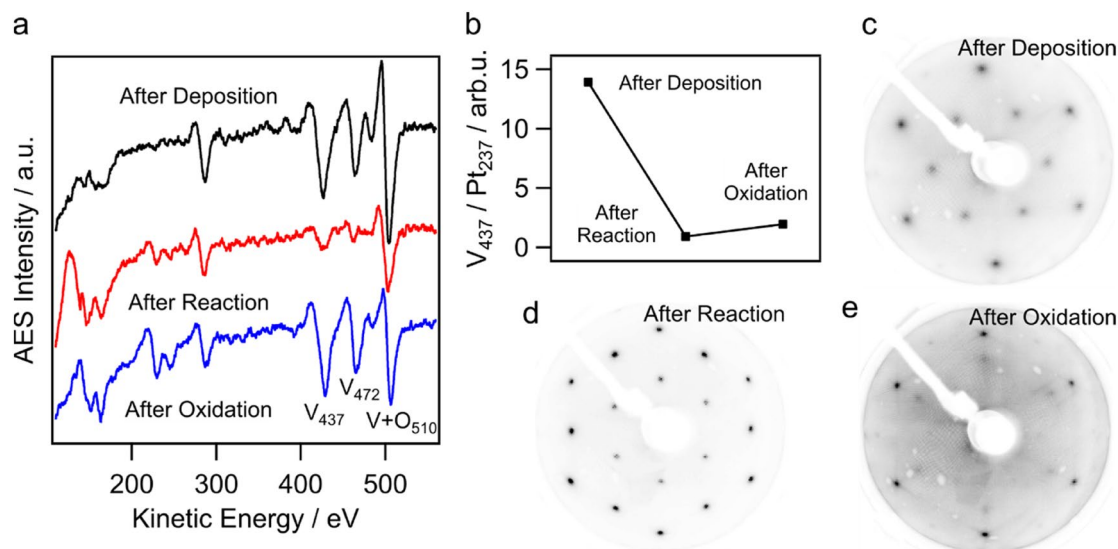 a
After Deposition
After Reaction
After Oxidation
V437
V472
V+O510
AES Intensity / a.u.
200
300
400
500
Kinetic Energy / eV
b
15
10
5
0
V437 / Pt237 / arb.u.
After Deposition
After
Reaction
After
Oxidation
c
After Deposition
d
After Reaction
e
After Oxidation